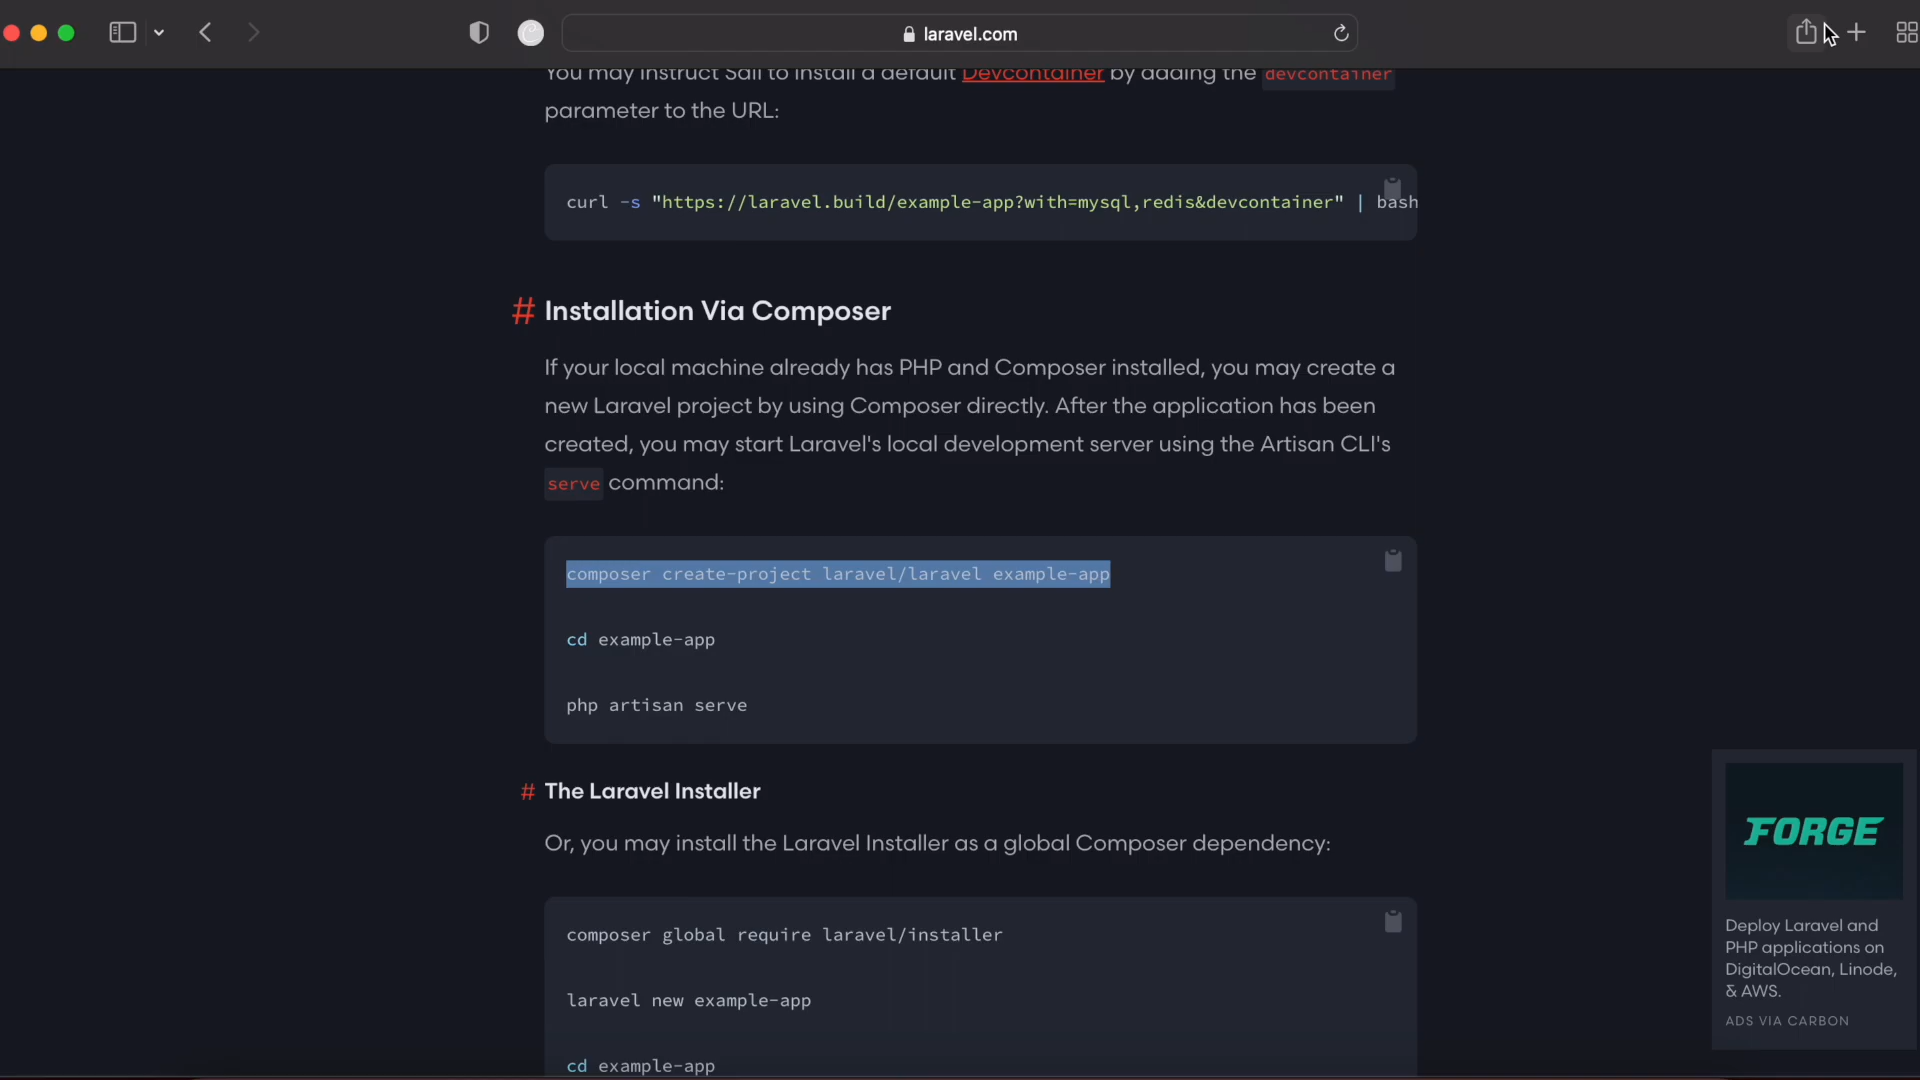 laravel.com
You may instruct Sail to install a default Devcontainer by adding the devcontainer
parameter to the URL:
curl -s "https://laravel.build/example-app?with=mysql,redis&devcontainer" | bash
# Installation Via Composer
If your local machine already has PHP and Composer installed, you may create a
new Laravel project by using Composer directly. After the application has been
created, you may start Laravel's local development server using the Artisan CLI's
serve command:
composer create-project laravel/laravel example-app
cd example-app
php artisan serve
# The Laravel Installer
Or, you may install the Laravel Installer as a global Composer dependency:
composer global require laravel/installer
laravel new example-app
cd example-app
FORGE
Deploy Laravel and
PHP applications on
DigitalOcean, Linode,
& AWS.
ADS VIA CARBON